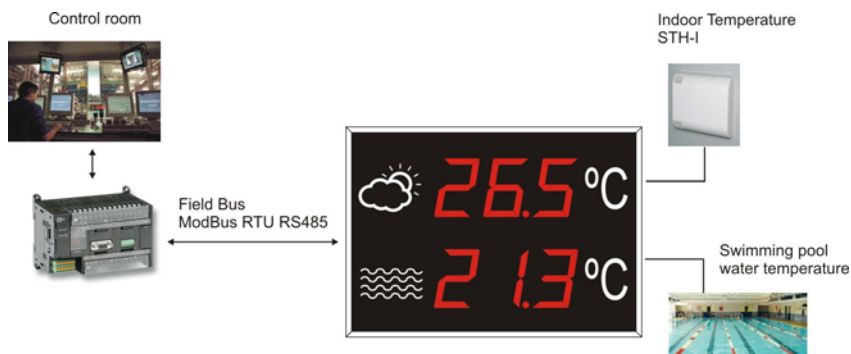 Control room
Indoor Temperature
STH-I
Field Bus
ModBus RTU RS485
26.5 ºC
21.3 ºC
Swimming pool
water temperature